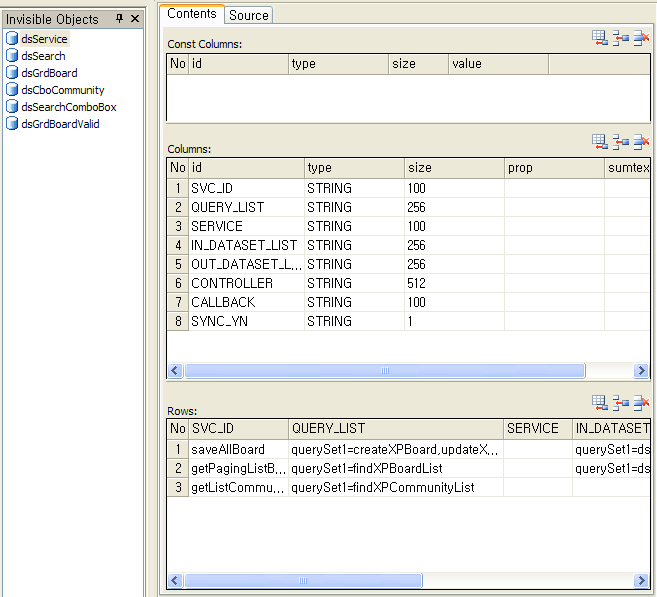 Invisible Objects
dsService
dsSearch
dsGrdBoard
dsCboCommunity
dsSearchComboBox
dsGrdBoardValid
Contents Source
Const Columns:
No id type size value
Columns:
No id type size prop sumtex
1 SVC_ID STRING 100
2 QUERY_LIST STRING 256
3 SERVICE STRING 100
4 IN_DATASET_LIST STRING 256
5 OUT_DATASET_L... STRING 256
6 CONTROLLER STRING 512
7 CALLBACK STRING 100
8 SYNC_YN STRING 1
Rows:
No SVC_ID QUERY_LIST SERVICE IN_DATASET
1 saveAllBoard querySet1=createXPBoard,updateX... querySet1=ds
2 getPagingListB... querySet1=findXPBoardList querySet1=ds
3 getListCommu... querySet1=findXPCommunityList